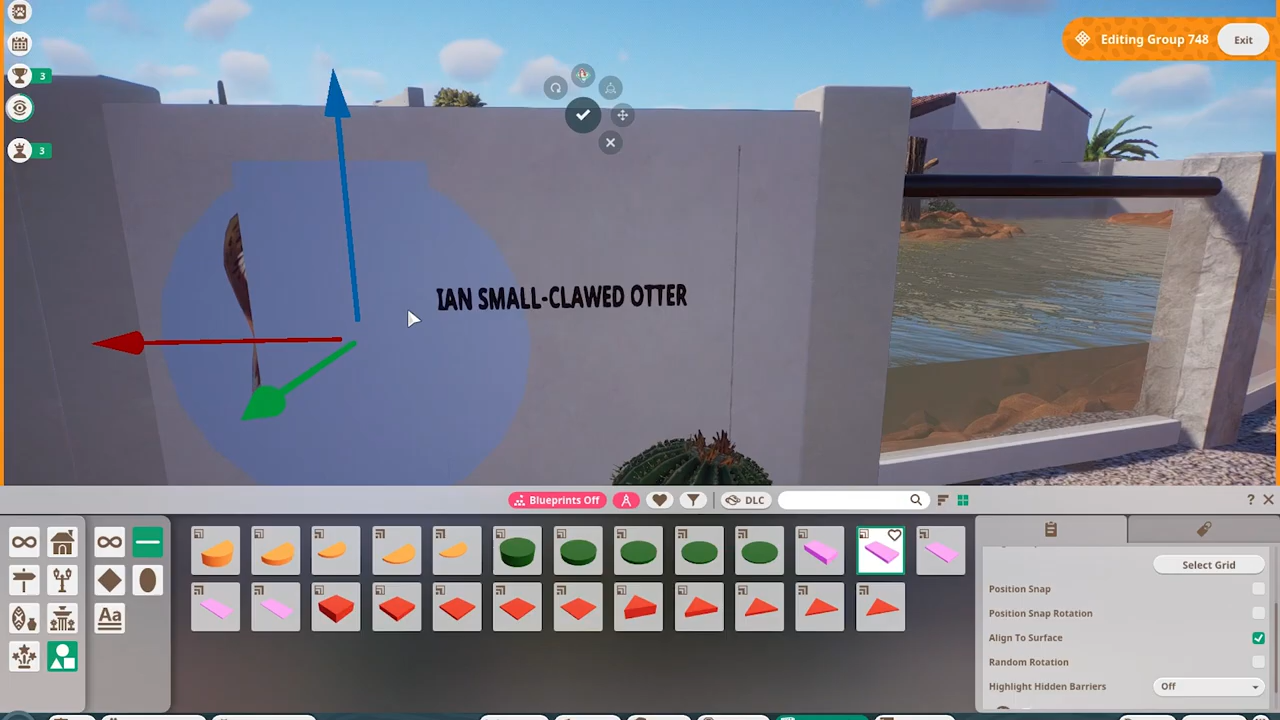 Editing Group 748
Exit
3
3
IAN SMALL-CLAWED OTTER
Blueprints Off
DLC
?
Aa
Select Grid
Position Snap
Position Snap Rotation
Align To Surface
Random Rotation
Highlight Hidden Barriers
Off